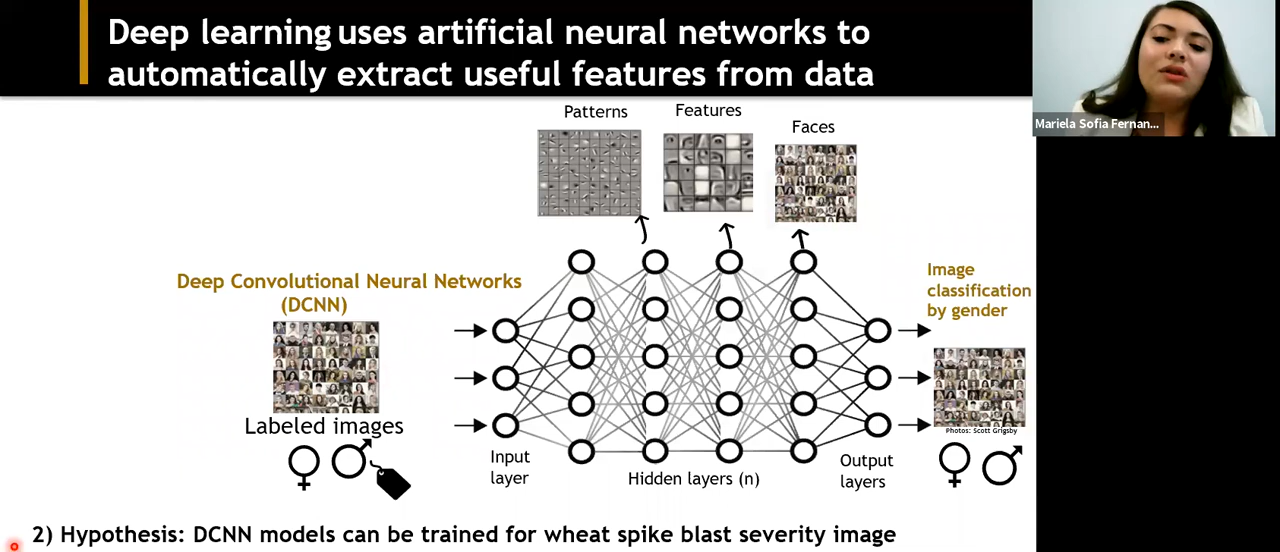 Deep learning uses artificial neural networks to
automatically extract useful features from data
Mariela Sofia Fernan...
Patterns
Features
Faces
Deep Convolutional Neural Networks
(DCNN)
Labeled images
Input
layer
Hidden layers (n)
Output
layers
Image
classification
by gender
Photos: Scott Grigsby
2) Hypothesis: DCNN models can be trained for wheat spike blast severity image